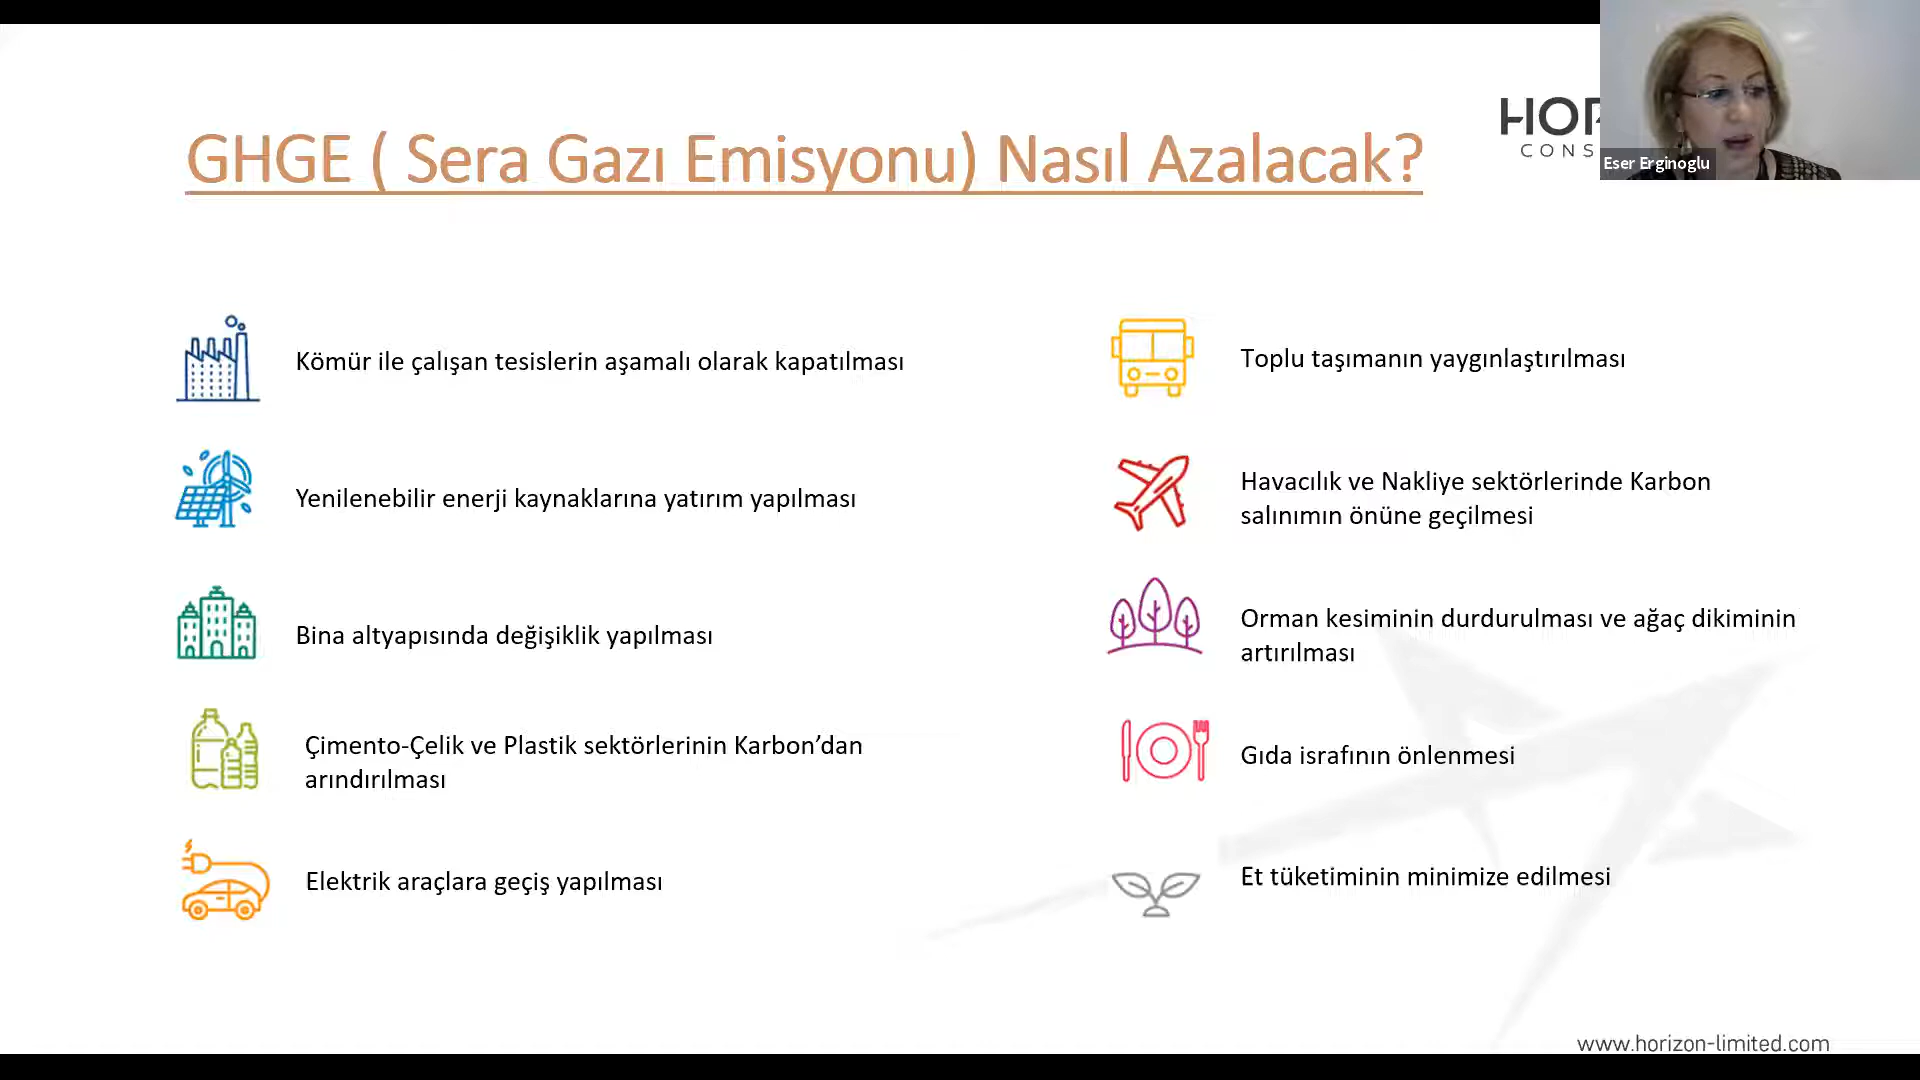 GHGE ( Sera Gazı Emisyonu) Nasıl Azalacak?
Eser Erginoglu
Kömür ile çalışan tesislerin aşamalı olarak kapatılması
Yenilenebilir enerji kaynaklarına yatırım yapılması
Bina altyapısında değişiklik yapılması
Çimento-Çelik ve Plastik sektörlerinin Karbon’dan
arındırılması
Elektrik araçlara geçiş yapılması
Toplu taşımanın yaygınlaştırılması
Havacılık ve Nakliye sektörlerinde Karbon
salınımın önüne geçilmesi
Orman kesiminin durdurulması ve ağaç dikiminin
artırılması
Gıda israfının önlenmesi
Et tüketiminin minimize edilmesi
www.horizon-limited.com